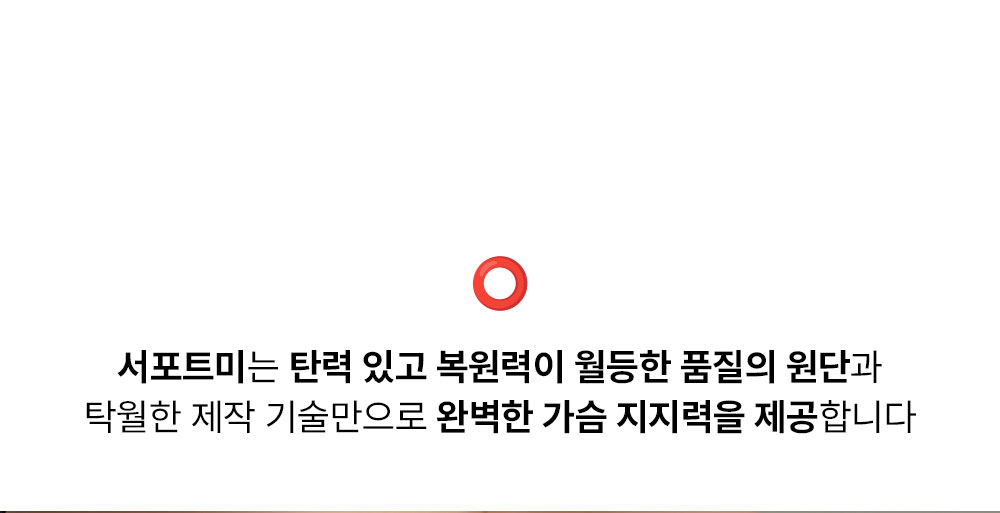 서포트미는 탄력 있고 복원력이 월등한 품질의 원단과
탁월한 제작 기술만으로 완벽한 가슴 지지력을 제공합니다